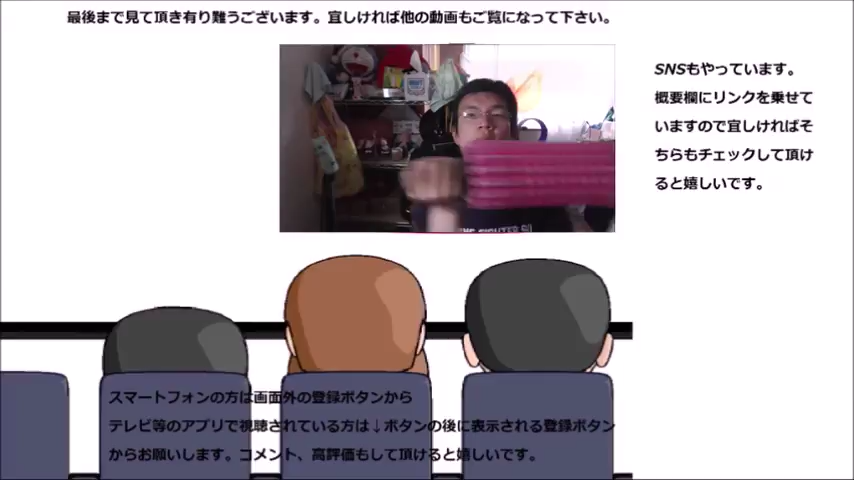 最後まで見て頂き有り難うございます。宜しければ他の動画もご覧になって下さい。
SNSもやっています。
概要欄にリンクを乗せて
いますので宜しければそ
ちらもチェックして頂け
ると嬉しいです。
スマートフォンの方は画面外の登録ボタンから
テレビ等のアプリで視聴されている方は↓ボタンの後に表示される登録ボタン
からお願いします。コメント、高評価もして頂けると嬉しいです。